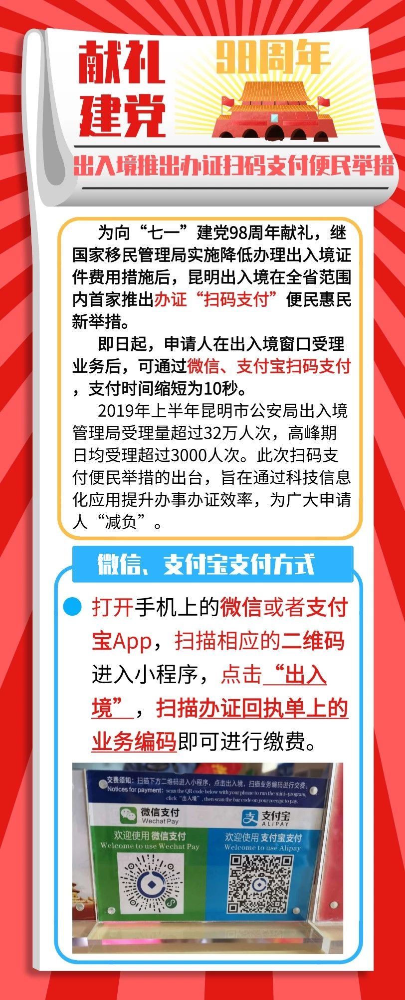 献礼
建党
98周年
出入境推出办证扫码支付便民举措
为向“七一”建党98周年献礼，继
国家移民管理局实施降低办理出入境证
件费用措施后，昆明出入境在全省范围
内首家推出办证“扫码支付”便民惠民
新举措。
即日起，申请人在出入境窗口受理
业务后，可通过微信、支付宝扫码支付
，支付时间缩短为10秒。
2019年上半年昆明市公安局出入境
管理局受理量超过32万人次，高峰期
日均受理超过3000人次。此次扫码支
付便民举措的出台，旨在通过科技信息
化应用提升办事办证效率，为广大申请
人“减负”。
微信、支付宝支付方式
打开手机上的微信或者支付
宝App，扫描相应的二维码
进入小程序，点击“出入
境”，扫描办证回执单上的
业务编码即可进行缴费。
交费须知：扫描下方二维码进入小程序，点击出入境，扫描业务编码进行交费。
Notices for payment: scan the QR code below with your phone to run the mini-program,
click “出入境”, then scan the bar code on your receipt to pay.
微信支付
Wechat Pay
支付宝
ALIPAY
欢迎使用 微信支付
Welcome to use Wechat Pay
欢迎使用 支付宝支付
Welcome to use Alipay